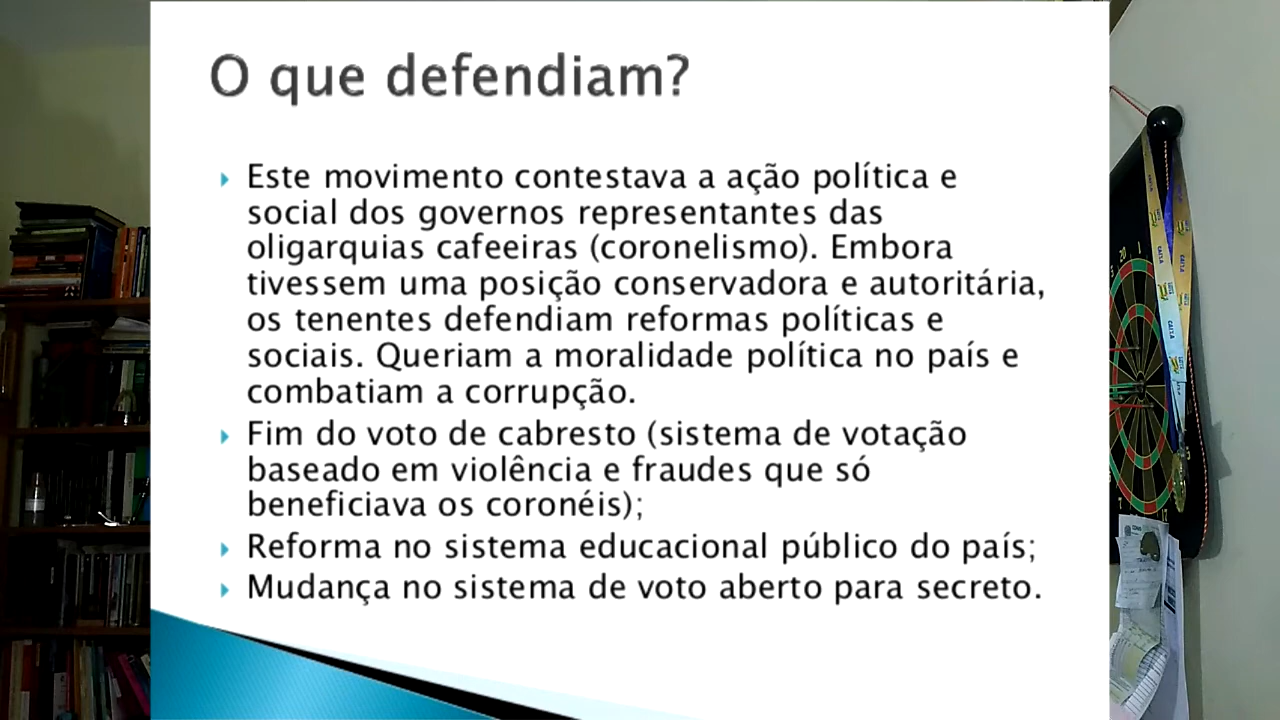 O que defendiam?
Este movimento contestava a ação política e
social dos governos representantes das
oligarquias cafeeiras (coronelismo). Embora
tivessem uma posição conservadora e autoritária,
os tenentes defendiam reformas políticas e
sociais. Queriam a moralidade política no país e
combatiam a corrupção.
Fim do voto de cabresto (sistema de votação
baseado em violência e fraudes que só
beneficiava os coronéis);
Reforma no sistema educacional público do país;
Mudança no sistema de voto aberto para secreto.